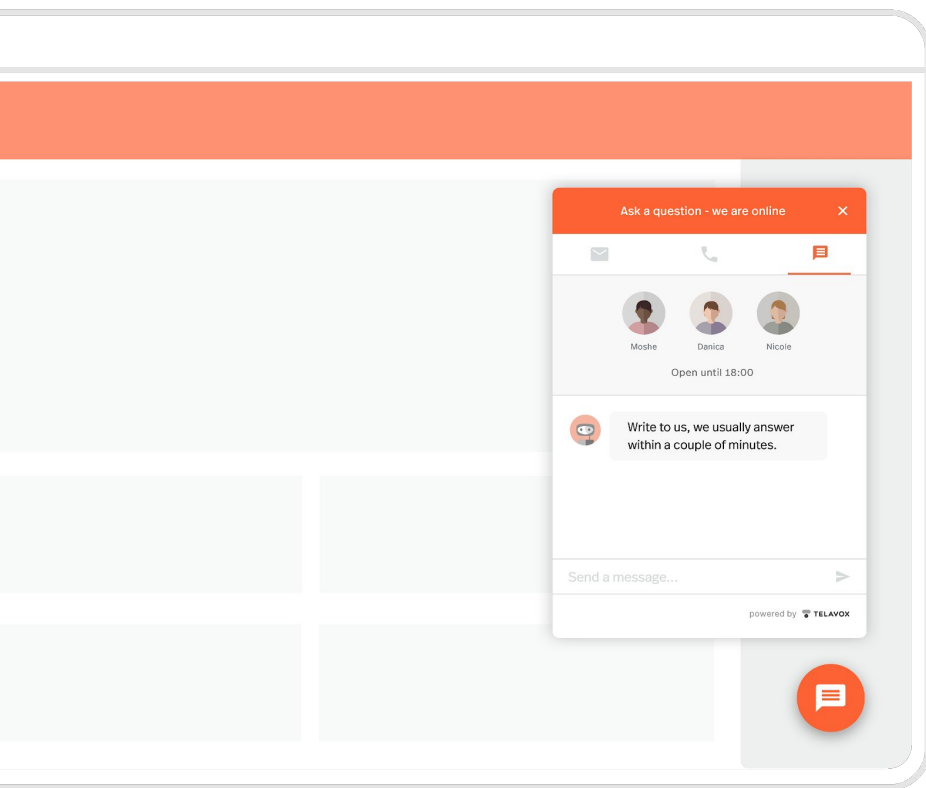 Ask a question - we are online
Moshe Danica Nicole
Open until 18:00
Write to us, we usually answer
within a couple of minutes.
Send a message...
powered by TELAVOX